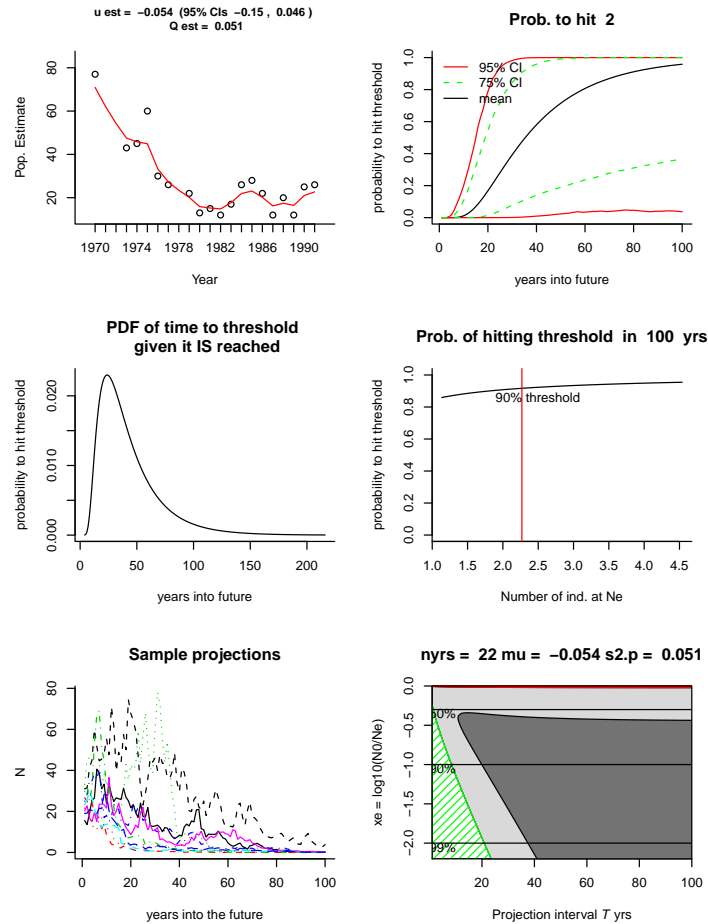 u est = −0.054 (95% CIs −0.15 , 0.046 )
Q est = 0.051
Pop. Estimate
80
60
40
20
1970 1974 1978 1982 1986 1990
Year
Prob. to hit 2
probability to hit threshold
1.0
0.8
0.6
0.4
0.2
0.0
95% CI
75% CI
mean
0 20 40 60 80 100
years into future
PDF of time to threshold
given it IS reached
probability to hit threshold
0.020
0.010
0.000
0 50 100 150 200
years into future
Prob. of hitting threshold in 100 yrs
probability to hit threshold
1.0
0.8
0.6
0.4
0.2
0.0
90% threshold
1.0 1.5 2.0 2.5 3.0 3.5 4.0 4.5
Number of ind. at Ne
Sample projections
N
80
60
40
20
0
0 20 40 60 80 100
years into the future
nyrs = 22 mu = −0.054 s2.p = 0.051
xe = log10(N0/Ne)
0.0
−0.5
−1.0
−1.5
−2.0
50%
90%
99%
20 40 60 80 100
Projection interval T yrs